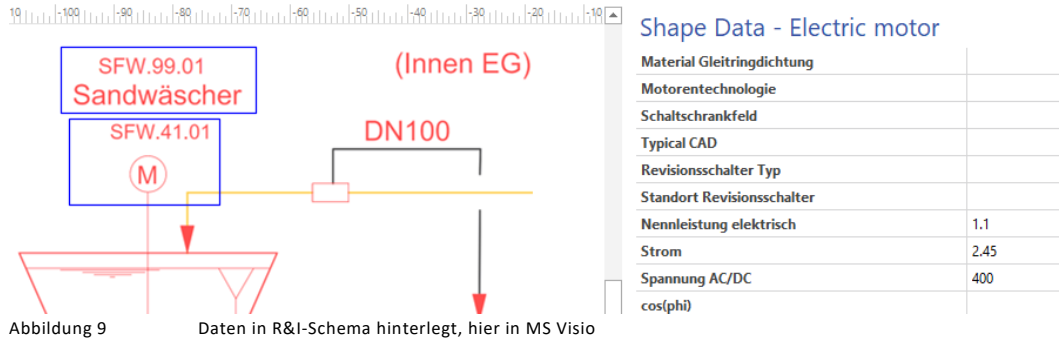 10 -100 -90 -80 -70 -60 -50 -40 -30 -20 -10
SFW.99.01
Sandwäscher
(Innen EG)
SFW.41.01
M
DN100
Shape Data - Electric motor
Material Gleitringdichtung
Motorentechnologie
Schaltschrankfeld
Typical CAD
Revisionsschalter Typ
Standort Revisionsschalter
Nennleistung elektrisch 1.1
Strom 2.45
Spannung AC/DC 400
cos(phi)
Abbildung 9 Daten in R&I-Schema hinterlegt, hier in MS Visio